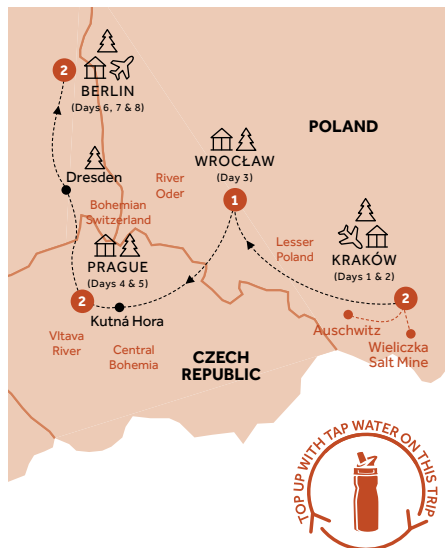 2
BERLIN
(Days 6, 7 & 8)
POLAND
WROCŁAW
(Day 3)
1
Dresden
River
Oder
Bohemian
Switzerland
PRAGUE
(Days 4 & 5)
2
Kutná Hora
Lesser
Poland
KRAKÓW
(Days 1 & 2)
2
Auschwitz
Wieliczka
Salt Mine
Vltava
River
Central
Bohemia
CZECH
REPUBLIC
TOP UP WITH TAP WATER ON THIS TRIP